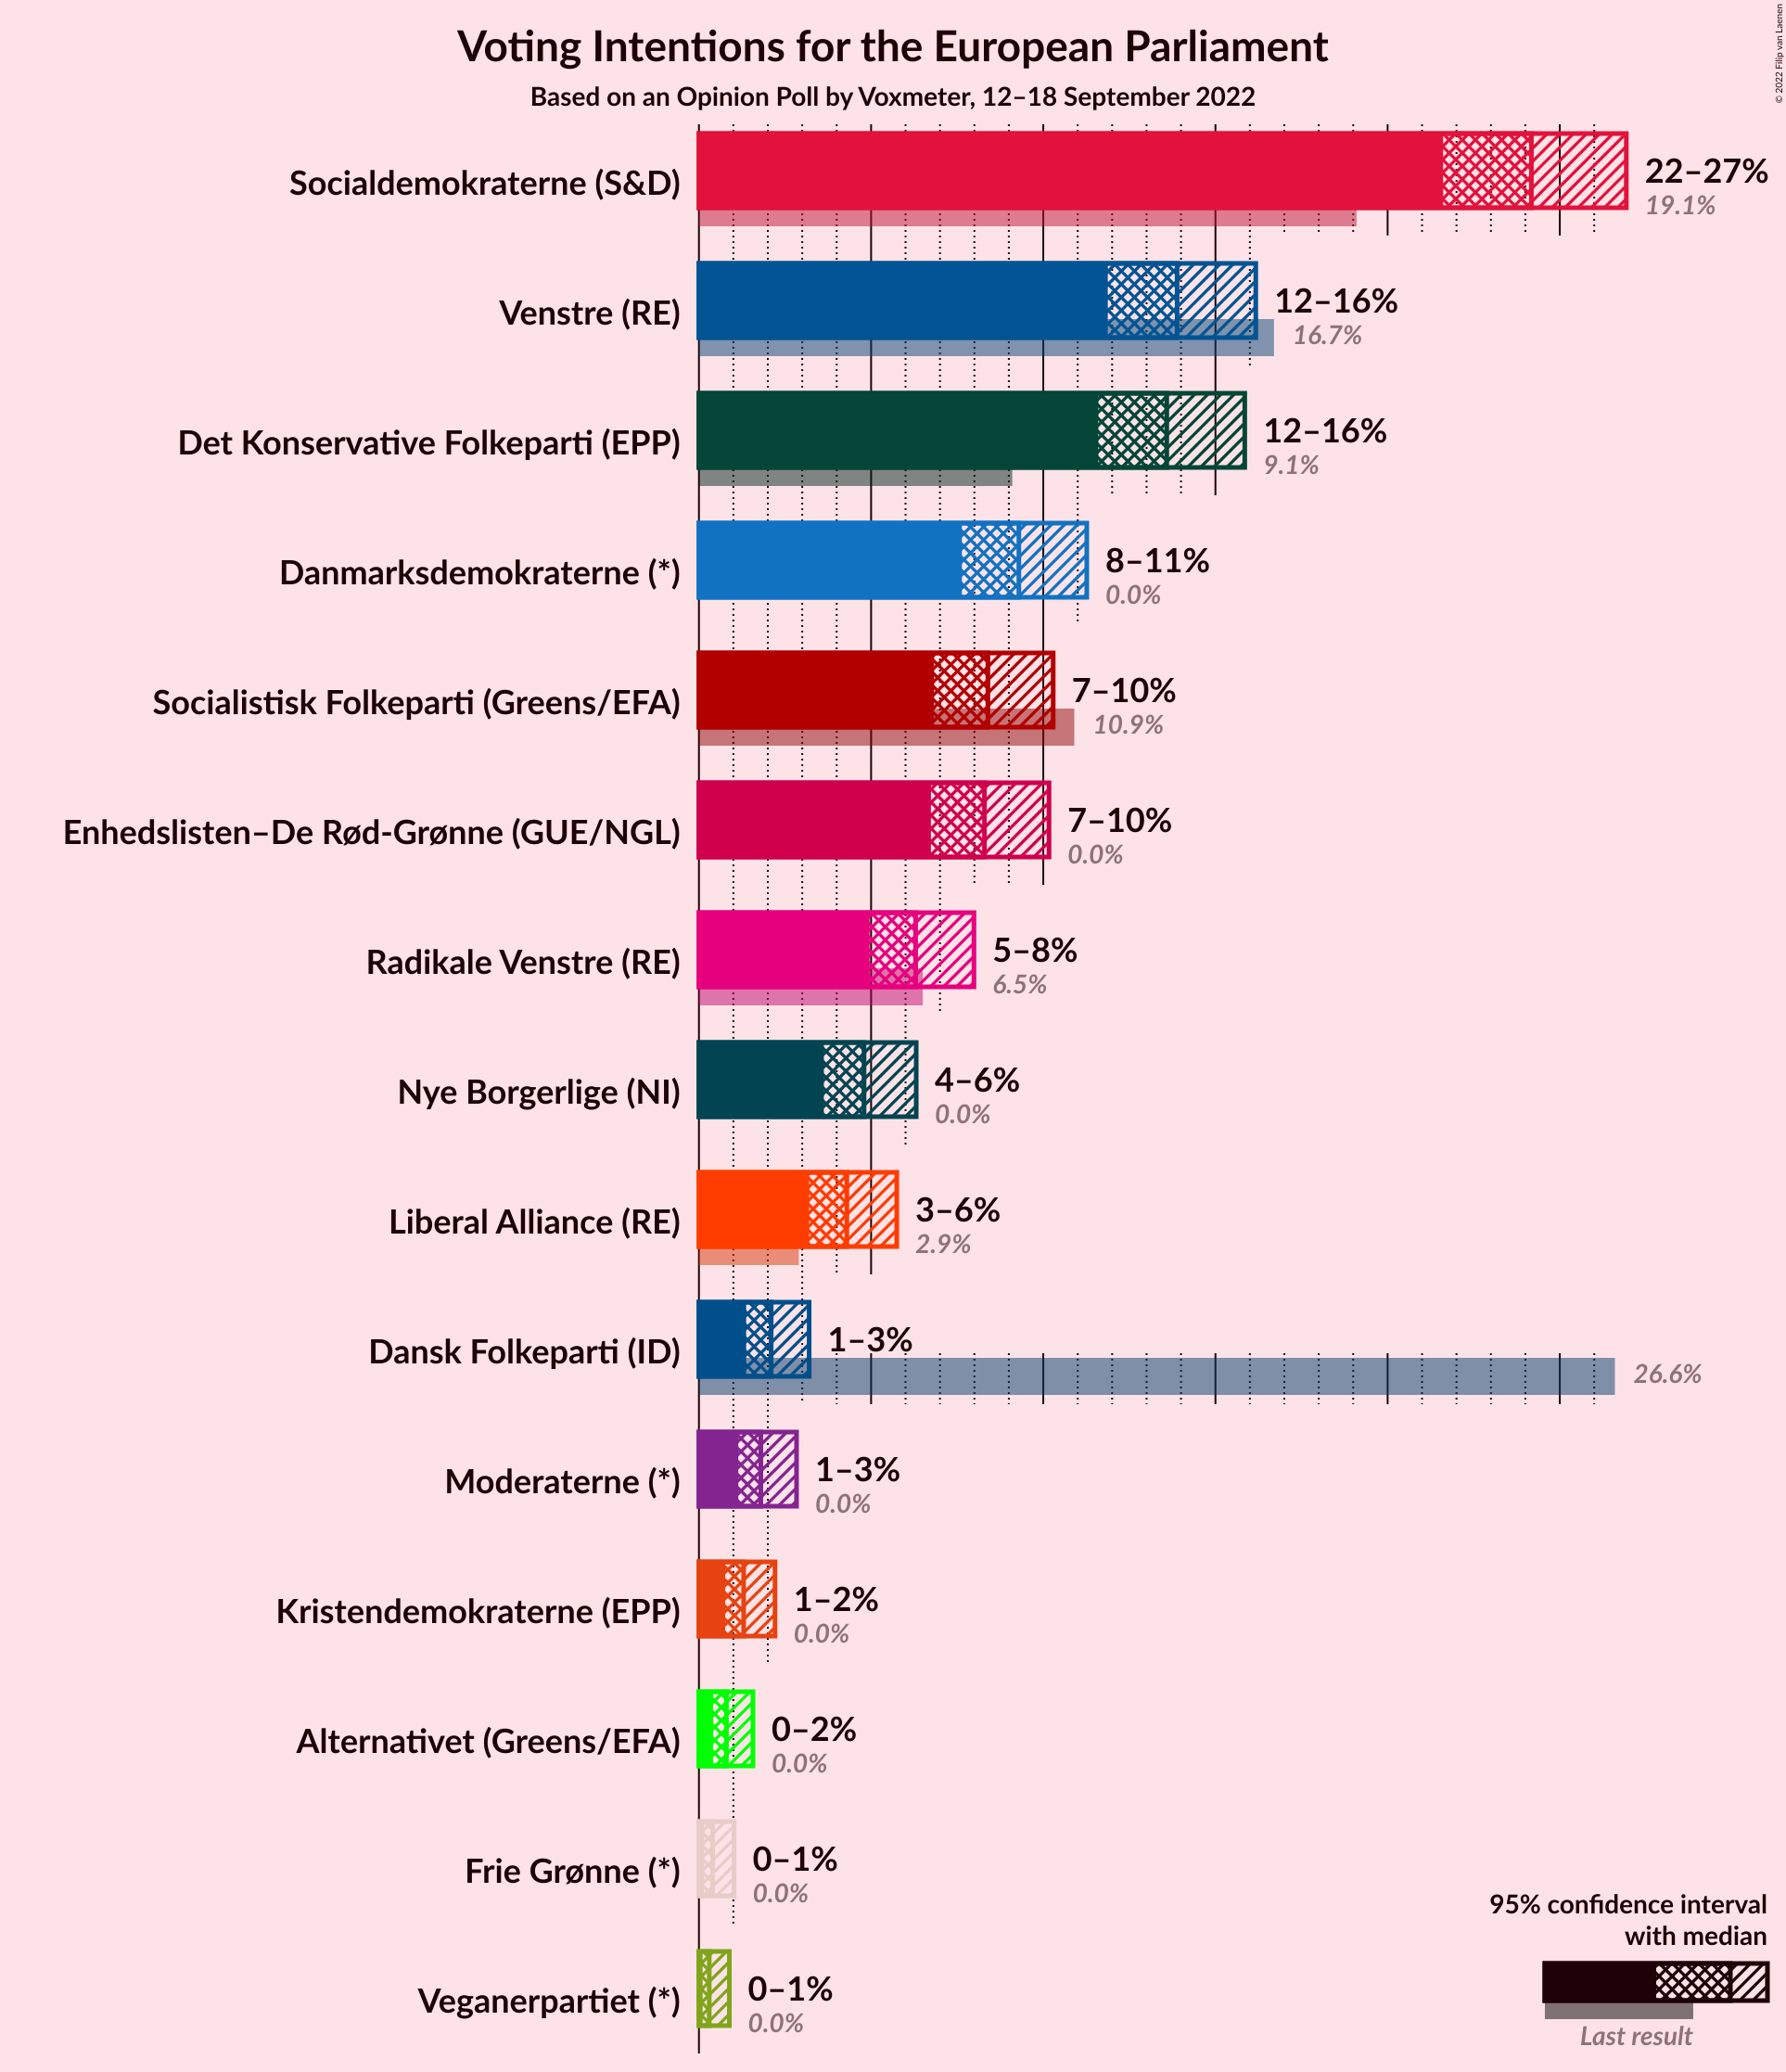 Voting Intentions for the European Parliament
Based on an Opinion Poll by Voxmeter, 12–18 September 2022
© 2022 Filip van Laenen
Socialdemokraterne (S&D)
22–27%
19.1%
Venstre (RE)
12–16%
16.7%
Det Konservative Folkeparti (EPP)
12–16%
9.1%
Danmarksdemokraterne (*)
8–11%
0.0%
Socialistisk Folkeparti (Greens/EFA)
7–10%
10.9%
Enhedslisten–De Rød-Grønne (GUE/NGL)
7–10%
0.0%
Radikale Venstre (RE)
5–8%
6.5%
Nye Borgerlige (NI)
4–6%
0.0%
Liberal Alliance (RE)
3–6%
2.9%
Dansk Folkeparti (ID)
1–3%
26.6%
Moderaterne (*)
1–3%
0.0%
Kristendemokraterne (EPP)
1–2%
0.0%
Alternativet (Greens/EFA)
0–2%
0.0%
Frie Grønne (*)
0–1%
0.0%
Veganerpartiet (*)
0–1%
0.0%
95% confidence interval
with median
Last result